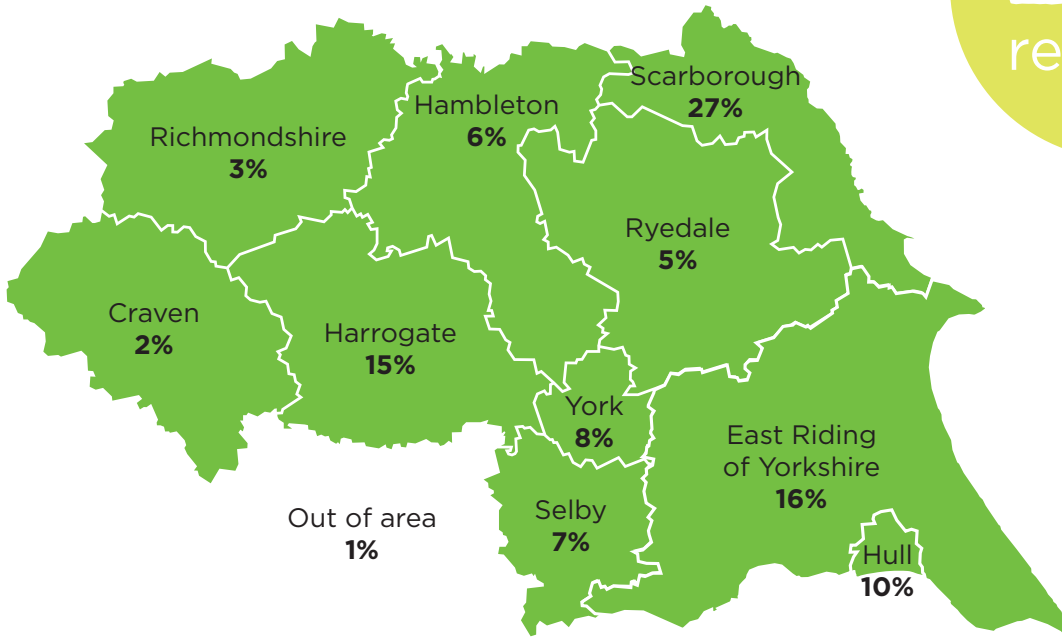 re
Scarborough
27%
Hambleton
6%
Richmondshire
3%
Ryedale
5%
Craven
2%
Harrogate
15%
York
8%
East Riding
of Yorkshire
16%
Out of area
1%
Selby
7%
Hull
10%